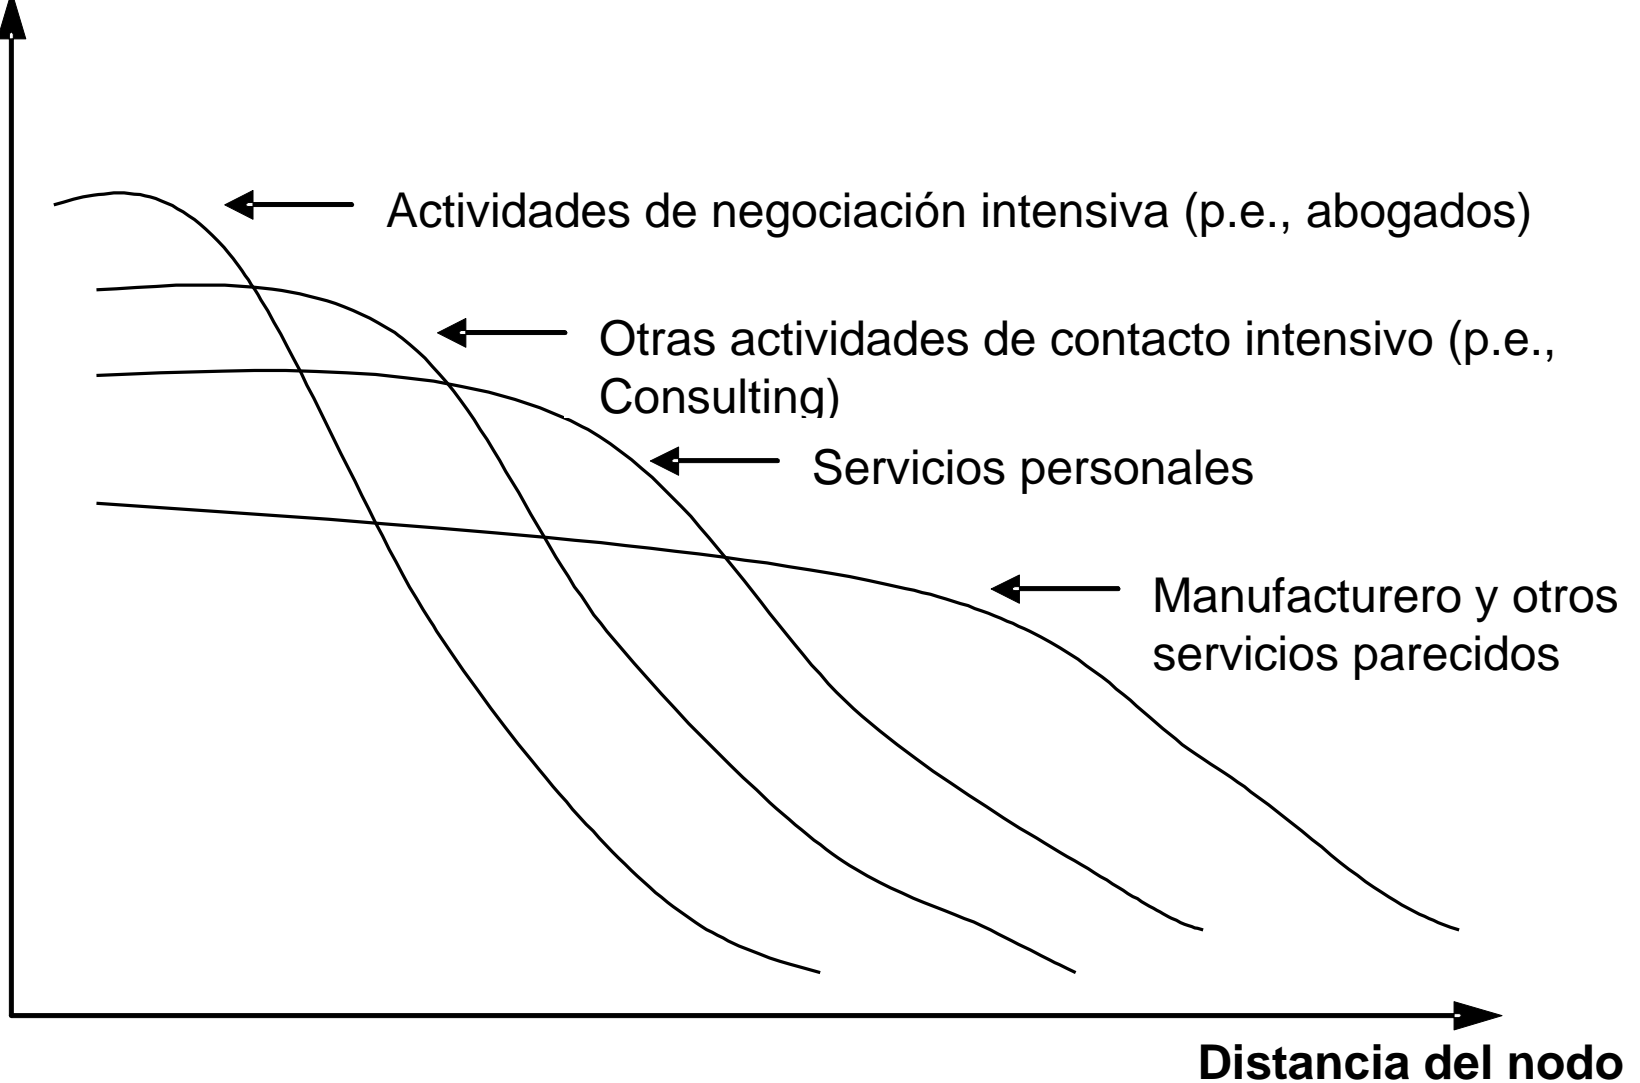 Actividades de negociación intensiva (p.e., abogados)
Otras actividades de contacto intensivo (p.e.,
Consulting)
Servicios personales
Manufacturero y otros
servicios parecidos
Distancia del nodo